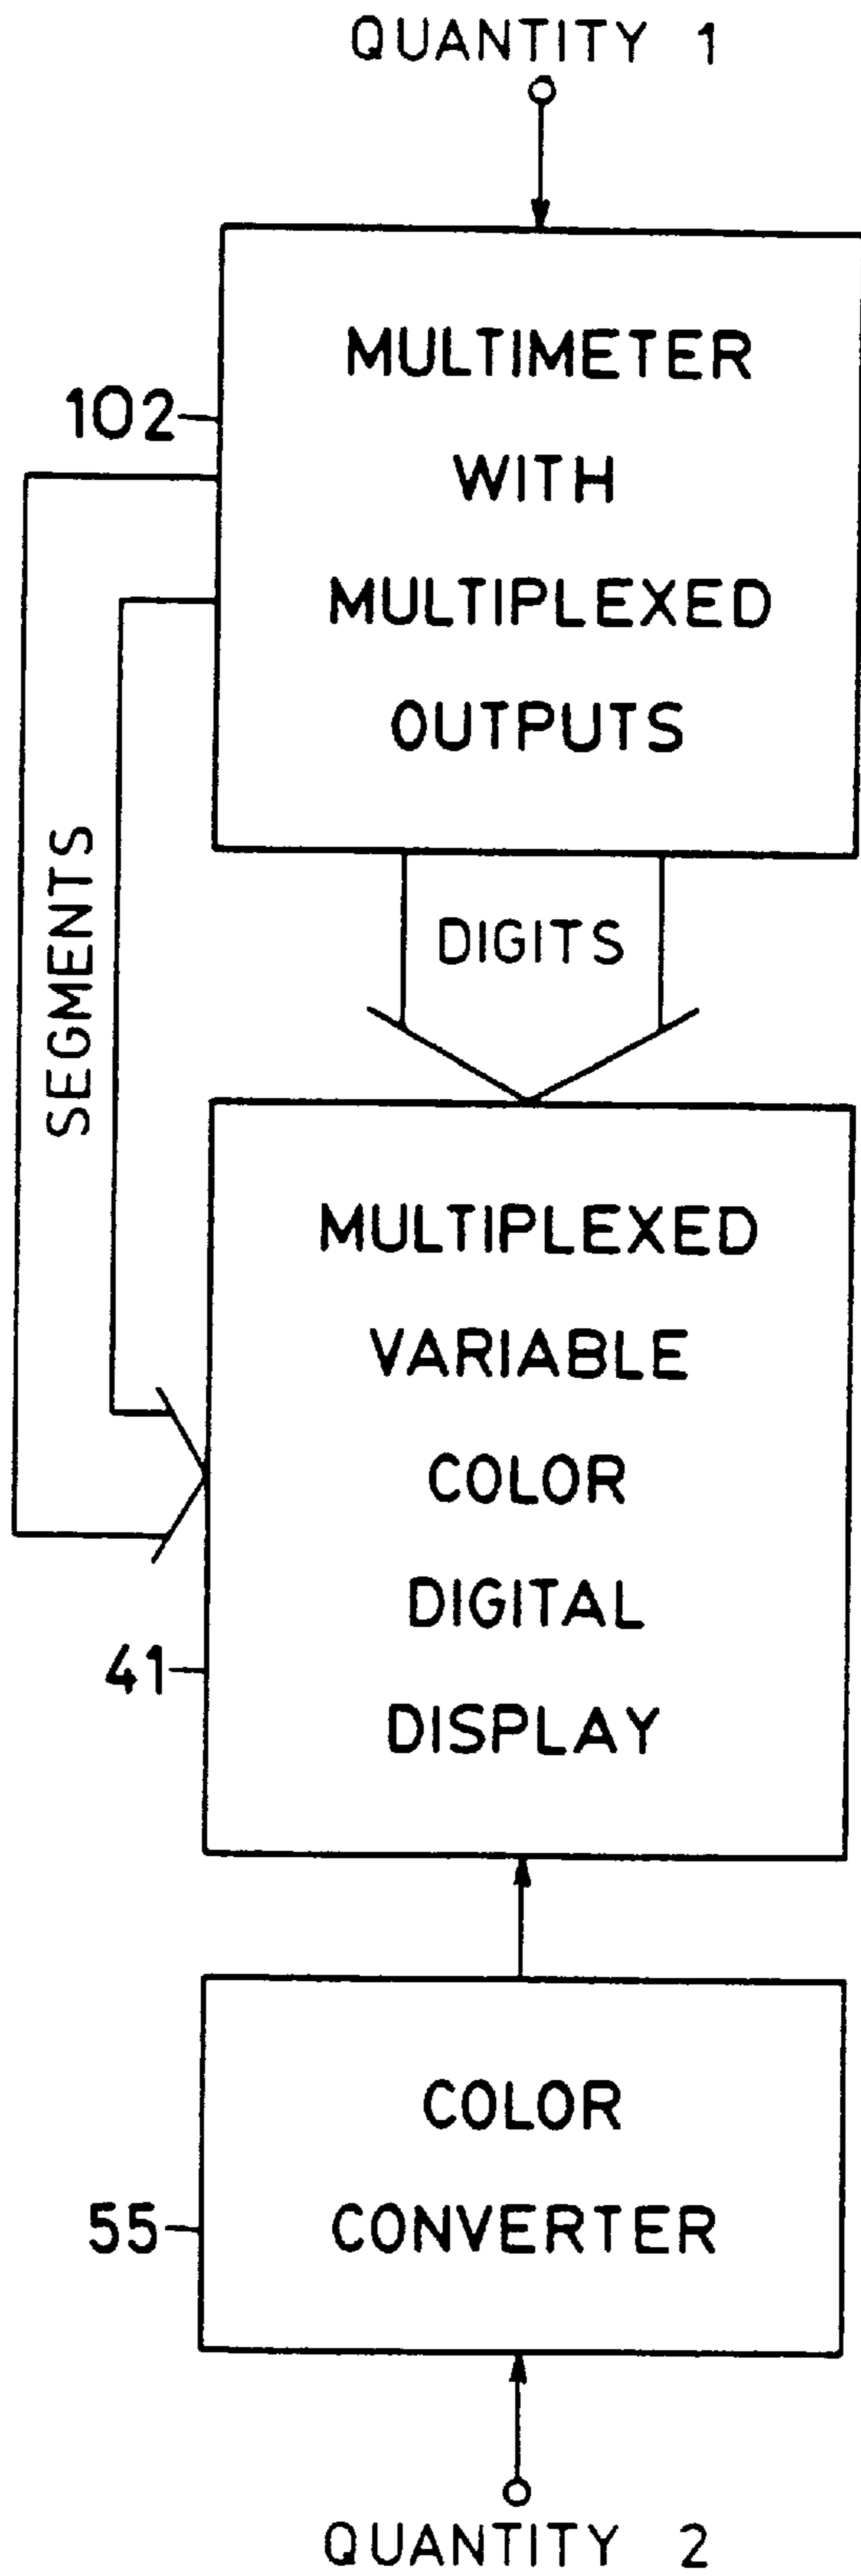 QUANTITY 1
MULTIMETER
102
WITH
MULTIPLEXED
OUTPUTS
SEGMENTS
DIGITS
MULTIPLEXED
VARIABLE
COLOR
DIGITAL
41
DISPLAY
COLOR
55
CONVERTER
QUANTITY 2